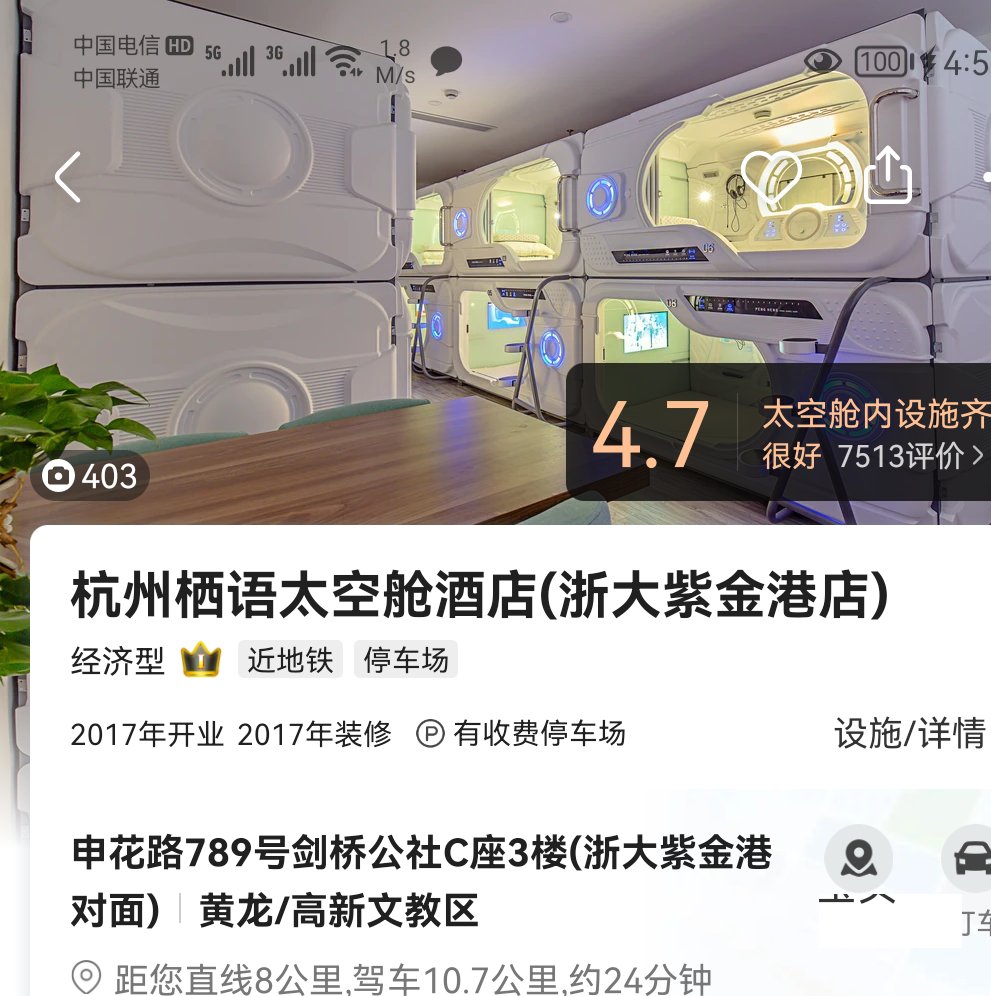 中国电信 HD 5G 3G 1.8 M/s 100 4:5
中国联通
06
08
403
4.7
太空舱内设施齐
很好 7513评价
杭州栖语太空舱酒店(浙大紫金港店)
经济型 近地铁 停车场
2017年开业 2017年装修 P 有收费停车场 设施/详情
申花路789号剑桥公社C座3楼(浙大紫金港
对面) 黄龙/高新文教区
距您直线8公里,驾车10.7公里,约24分钟